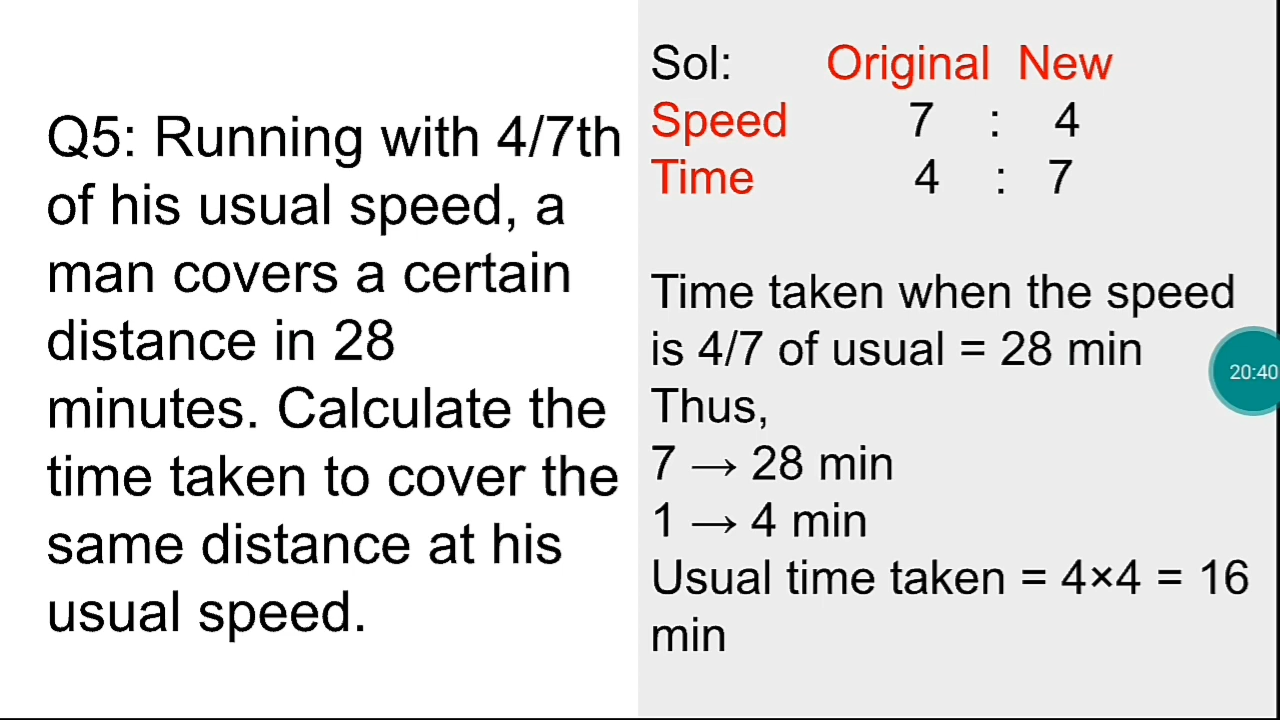 Q5: Running with 4/7th
of his usual speed, a
man covers a certain
distance in 28
minutes. Calculate the
time taken to cover the
same distance at his
usual speed.
Sol: Original New
Speed 7 : 4
Time 4 : 7
Time taken when the speed
is 4/7 of usual = 28 min
Thus,
7 → 28 min
1 → 4 min
Usual time taken = 4×4 = 16
min
20:40